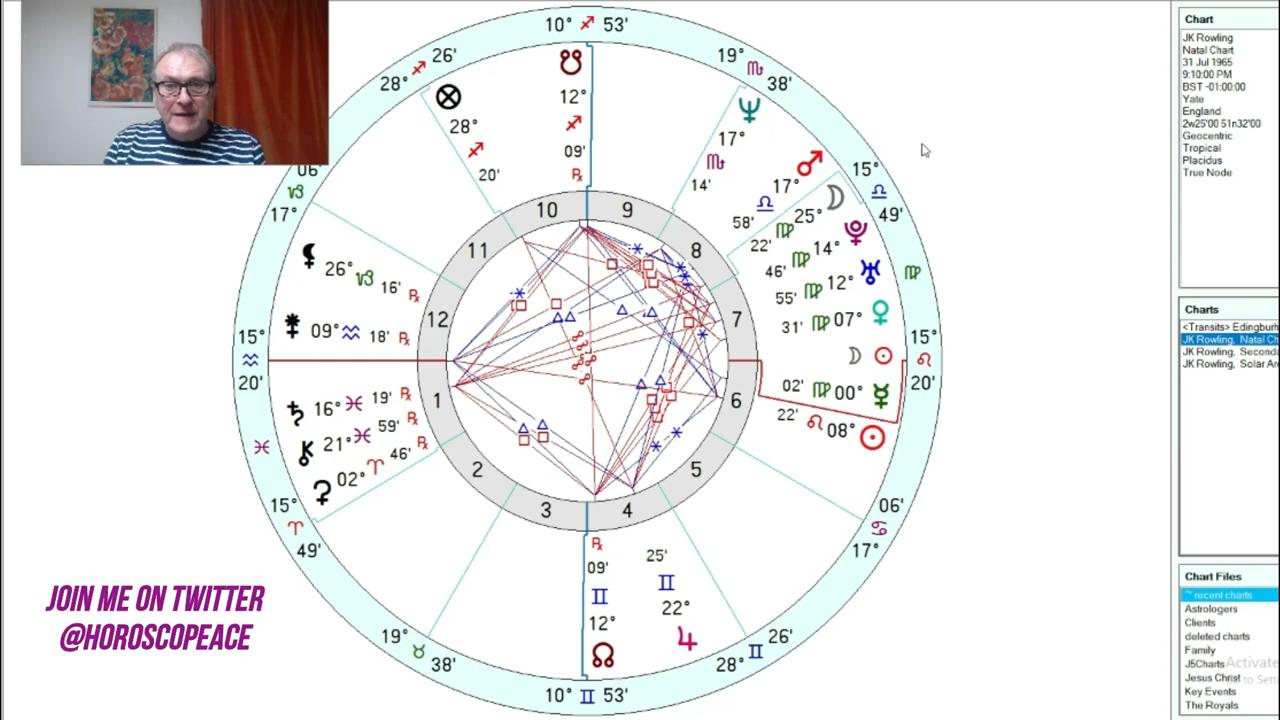 10° 53'
19° 38'
28° 26'
12°
09'
28°
20'
17°
14'
17°
58'
15° 49'
25°
22'
14°
46'
12°
55'
07°
31'
00°
02'
08°
22'
06'
17°
26° 16'
09° 18'
15° 20'
15° 20'
16° 19'
21° 59'
02° 46'
15° 49'
10 9
11 8
12 7
1 6
2 5
3 4
09'
12°
25'
22°
06'
17°
19° 38'
28° 26'
10° 53'
JOIN ME ON TWITTER
@HOROSCOPEACE
Chart
JK Rowling
Natal Chart
31 Jul 1965
9:10:00 PM
BST -01:00:00
Yate
England
2w25'00 51n32'00
Geocentric
Tropical
Placidus
True Node
Charts
<Transits> Edingburh
JK Rowling, Natal Ch
JK Rowling, Second
JK Rowling, Solar Ar
Chart Files
~ recent charts
Astrologers
Clients
deleted charts
Family
J5Charts
Jesus Christ
Key Events
The Royals
Activate
to Sett